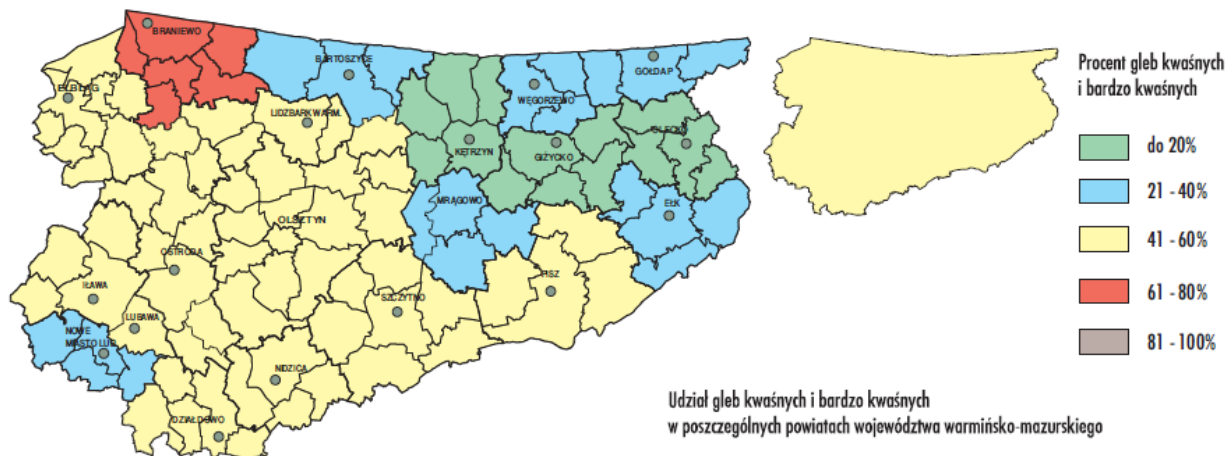 BRANIEWO
BARTOSZYCE
GOŁDAP
ELBLĄG
WĘGORZEWO
LIDZBARK WARM.
OLECKO
KĘTRZYN
GIŻYCKO
MRĄGOWO
EŁK
OLSZTYN
OSTRÓDA
PISZ
IŁAWA
SZCZYTNO
LUBAWA
NOWE
MIASTO LUB.
NIDZICA
DZIAŁDOWO
Procent gleb kwaśnych
i bardzo kwaśnych
do 20%
21 - 40%
41 - 60%
61 - 80%
81 - 100%
Udział gleb kwaśnych i bardzo kwaśnych
w poszczególnych powiatach województwa warmińsko-mazurskiego